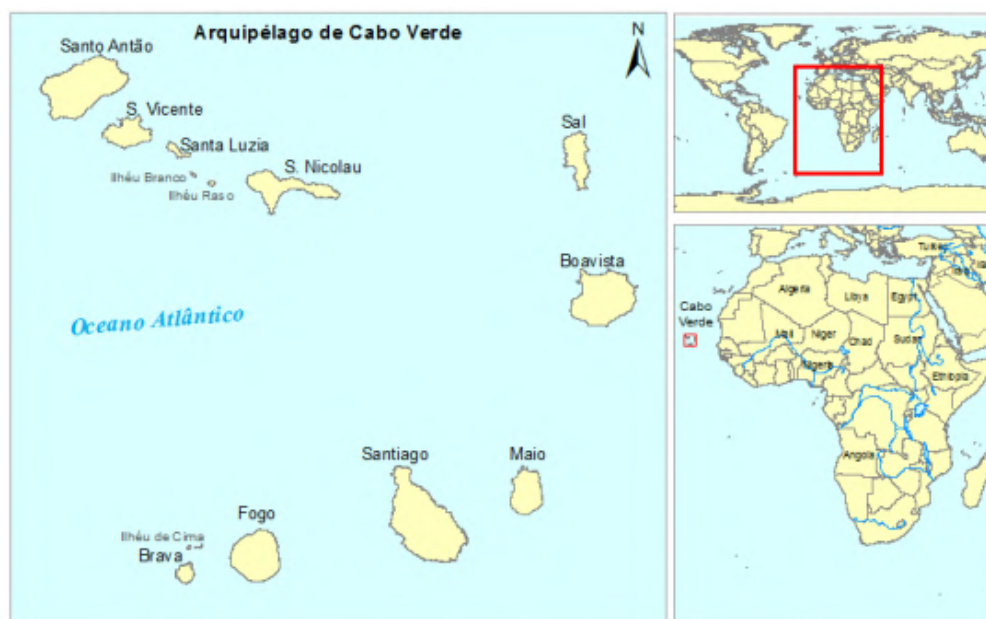 Arquipélago de Cabo Verde
N
Santo Antão
S. Vicente
Santa Luzia
Ilhéu Branco
Ilhéu Raso
S. Nicolau
Sal
Boavista
Oceano Atlântico
Santiago
Maio
Fogo
Ilhéu de Cima
Brava
Cabo
Verde
Algeria
Libya
Egypt
Mali
Niger
Chad
Sudan
Nigeria
Ethiopia
Angola